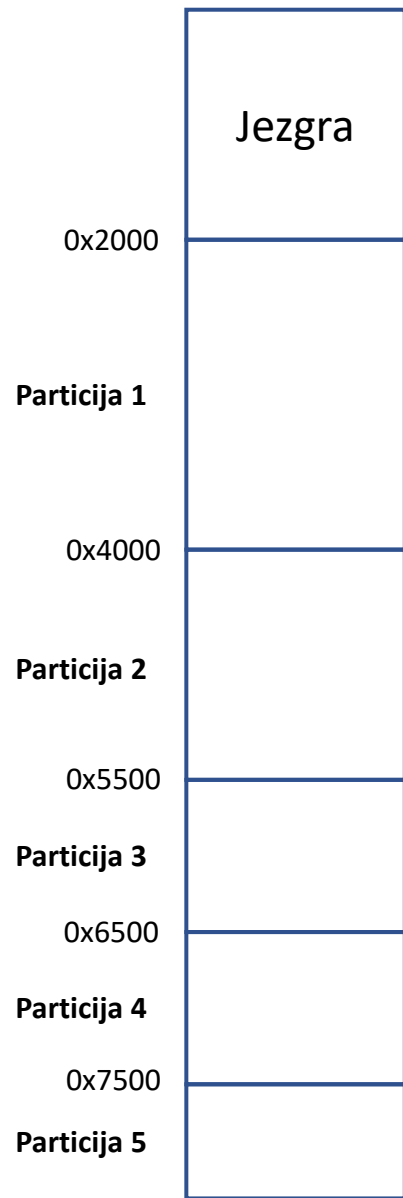 Jezgra
0x2000
Particija 1
0x4000
Particija 2
0x5500
Particija 3
0x6500
Particija 4
0x7500
Particija 5